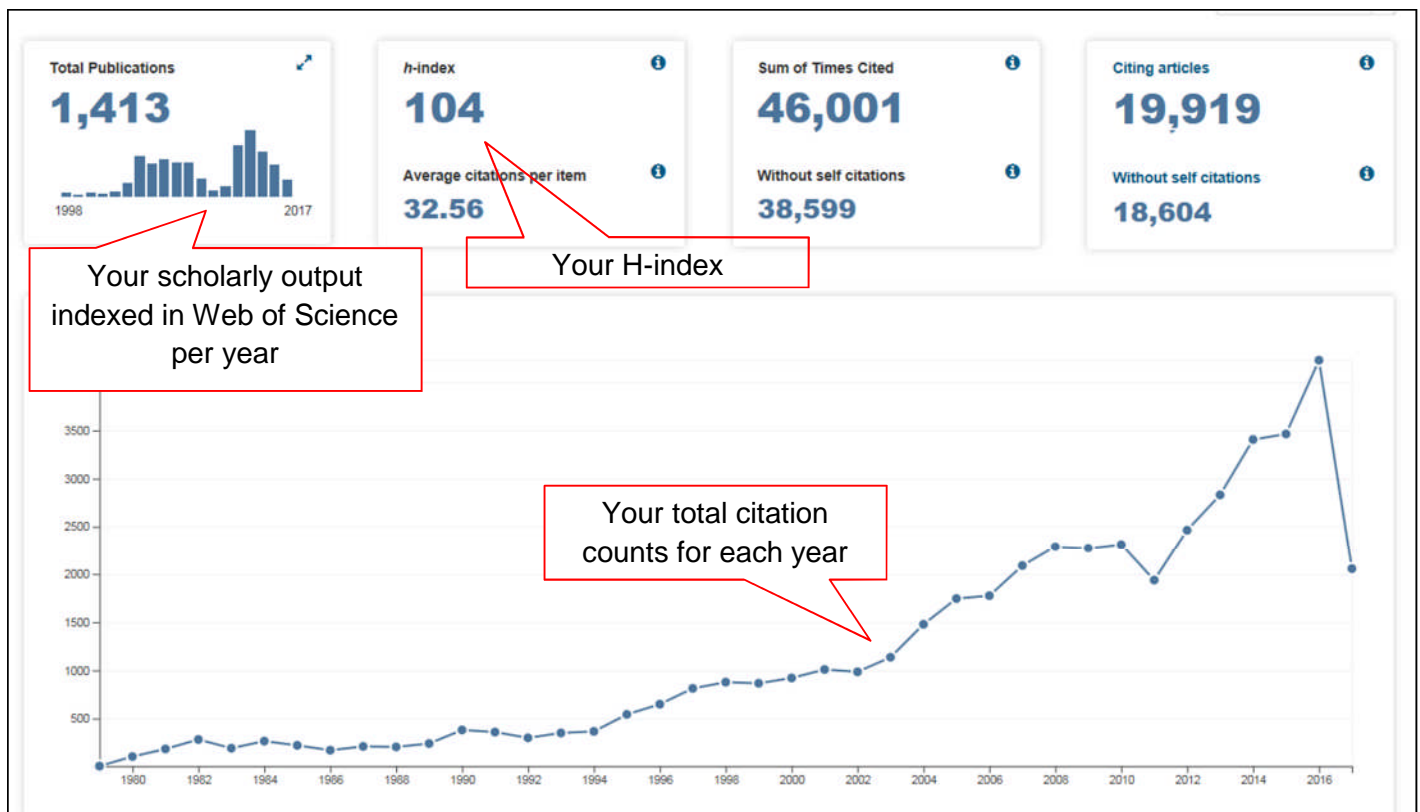 Total Publications
1,413
1998 2017
h-index
104
Average citations per item
32.56
Sum of Times Cited
46,001
Without self citations
38,599
Citing articles
19,919
Without self citations
18,604
Your scholarly output
indexed in Web of Science
per year
Your H-index
Your total citation
counts for each year
3500
3000
2500
2000
1500
1000
500
1980 1982 1984 1986 1988 1990 1992 1994 1996 1998 2000 2002 2004 2006 2008 2010 2012 2014 2016